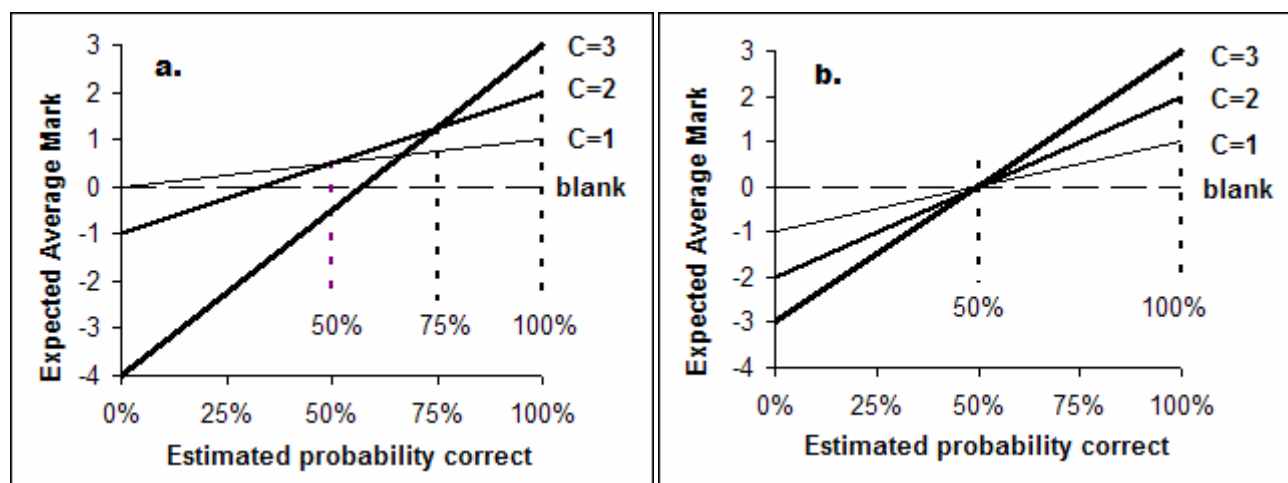 a.
Expected Average Mark
3
2
1
0
-1
-2
-3
-4
C=3
C=2
C=1
blank
50%
75%
100%
0%
25%
50%
75%
100%
Estimated probability correct
b.
Expected Average Mark
3
2
1
0
-1
-2
-3
-4
C=3
C=2
C=1
blank
50%
100%
0%
25%
50%
75%
100%
Estimated probability correct